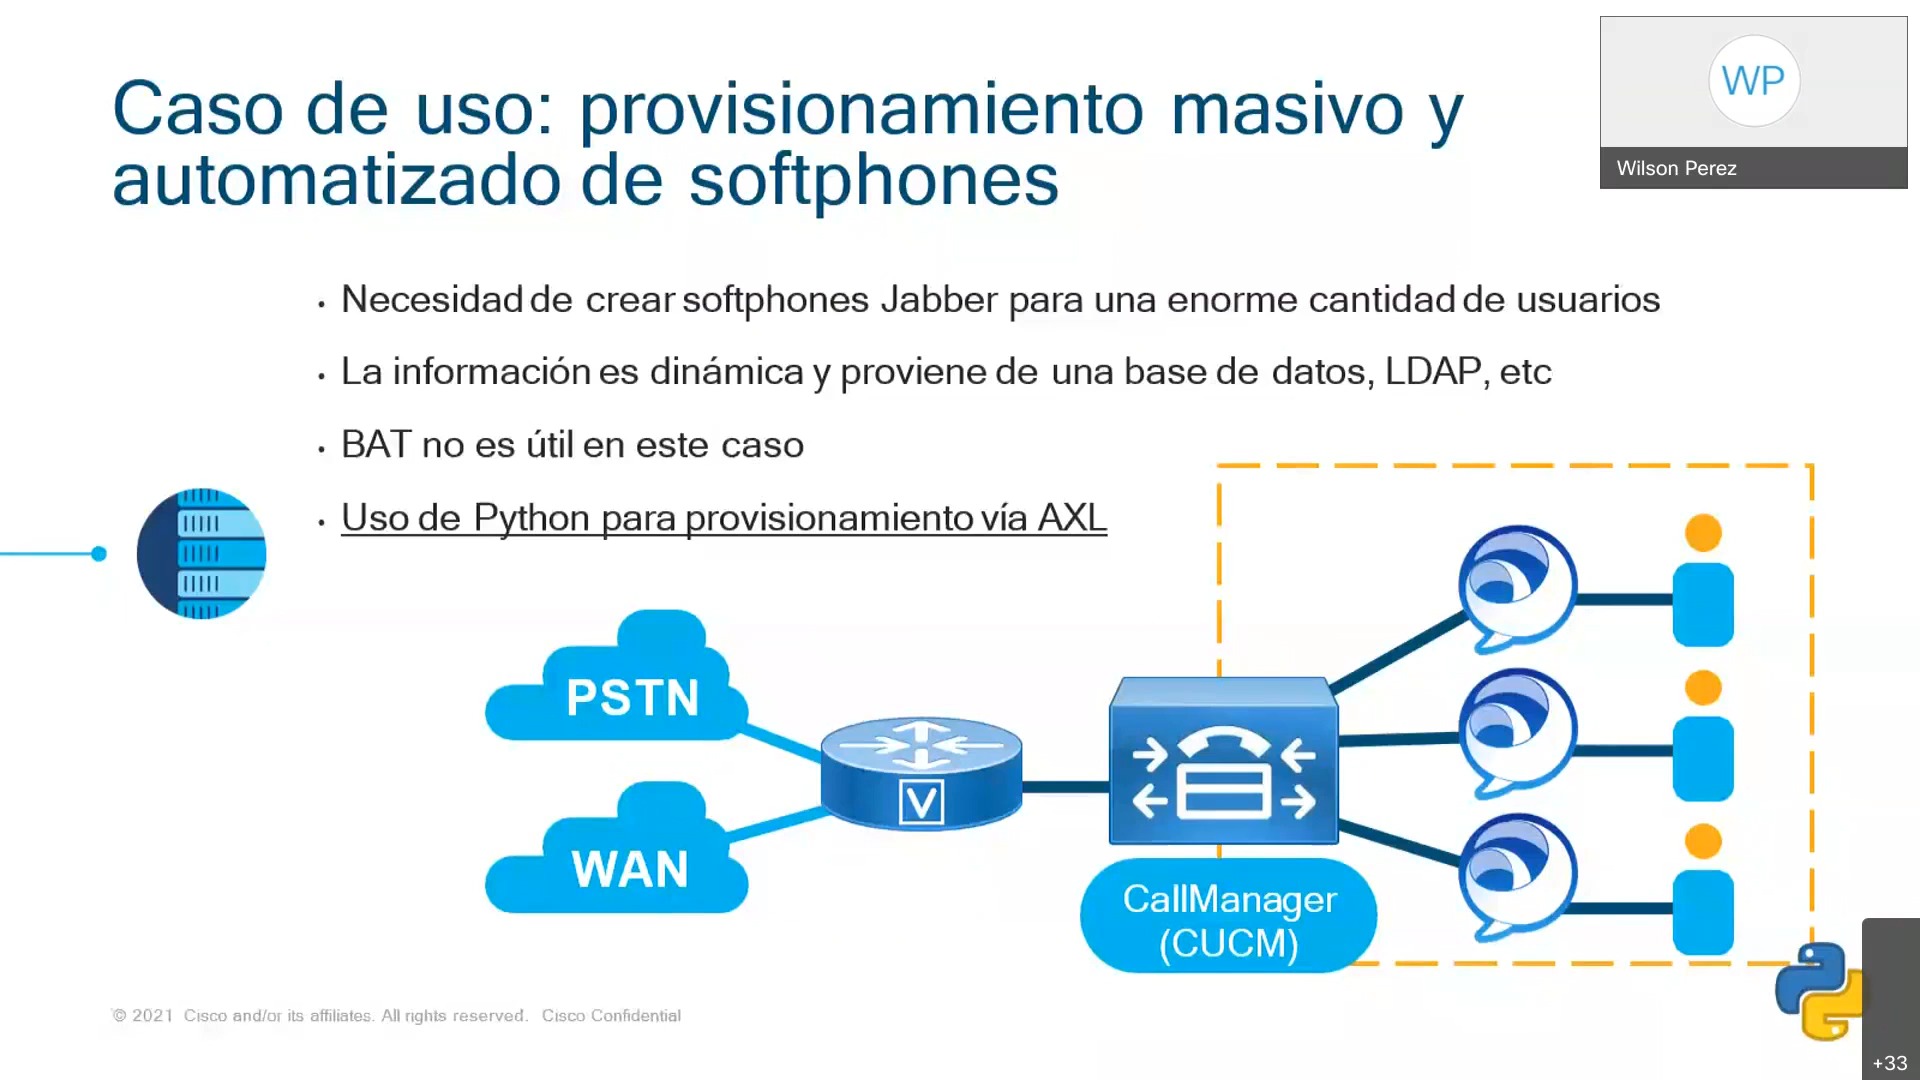 Caso de uso: provisionamiento masivo y
automatizado de softphones
WP
Wilson Perez
• Necesidad de crear softphones Jabber para una enorme cantidad de usuarios
• La información es dinámica y proviene de una base de datos, LDAP, etc
• BAT no es útil en este caso
• Uso de Python para provisionamiento vía AXL
PSTN
WAN
V
CallManager
(CUCM)
© 2021 Cisco and/or its affiliates. All rights reserved. Cisco Confidential
+33